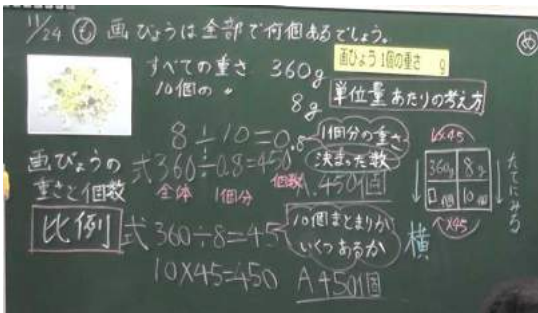 11/24 も 画びょうは全部で何個あるでしょう。
め
画びょう1個の重さ g
すべての重さ 360g
10個の 〃 8g
単位量あたりの考え方
8÷10=0.8
1個分の重さ
決まった数
画びょうの重さと個数
式 360÷0.8=450
全体 1個分 個数
A.450個
比例
式 360÷8=45
10個まとまりがいくつあるか
10×45=450 A 450個
×45
360g 8g
□個 10個
×45
横
たてにみる